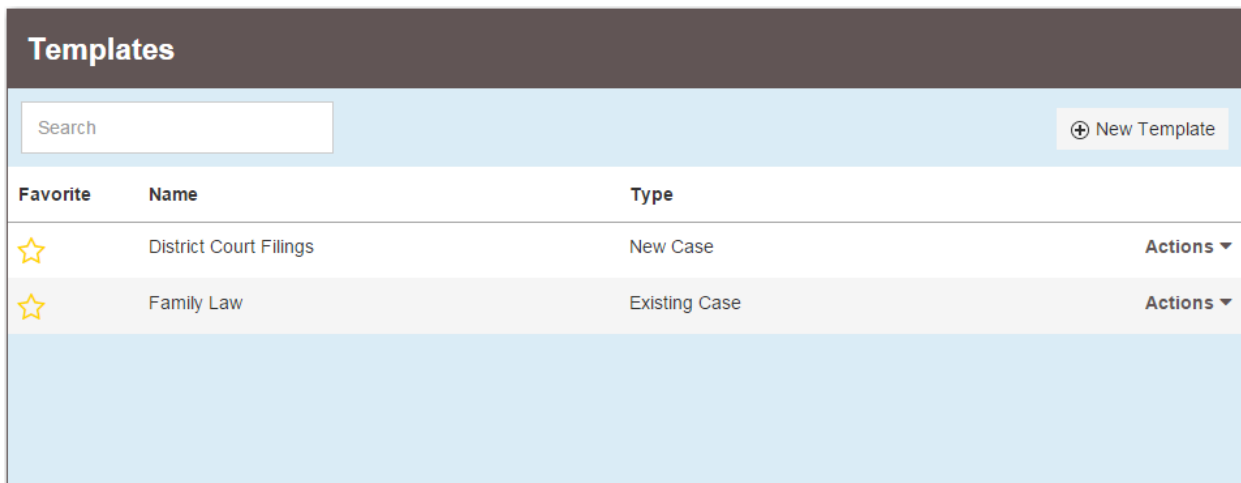 Templates
Search
New Template
Favorite Name Type
District Court Filings New Case Actions
Family Law Existing Case Actions